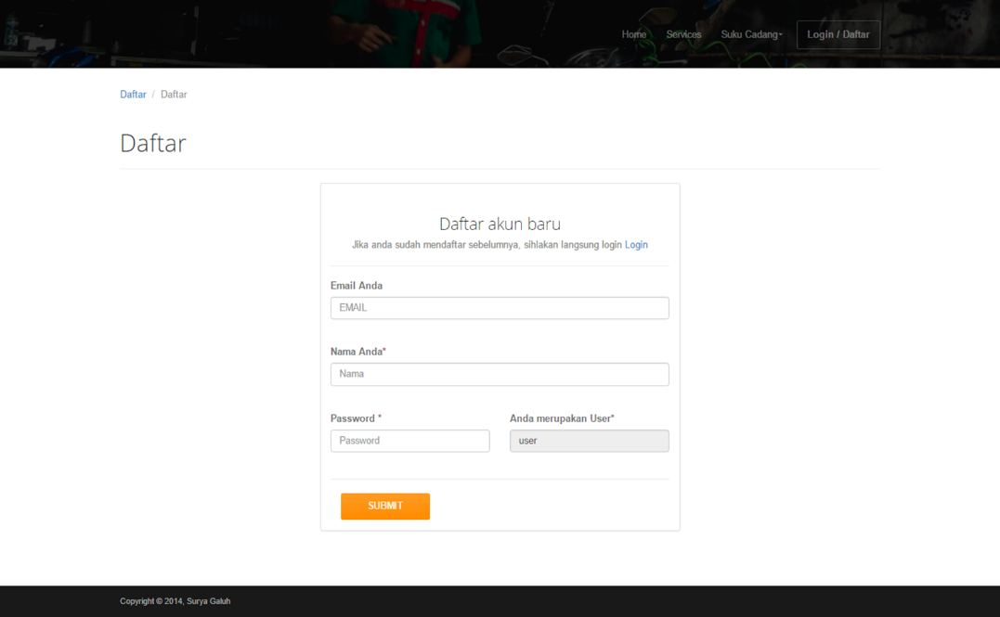 Home Services Suku Cadang Login / Daftar
Daftar / Daftar
Daftar
Daftar akun baru
Jika anda sudah mendaftar sebelumnya, sihlakan langsung login Login
Email Anda
EMAIL
Nama Anda*
Nama
Password * Anda merupakan User*
Password user
SUBMIT
Copyright © 2014, Surya Galuh